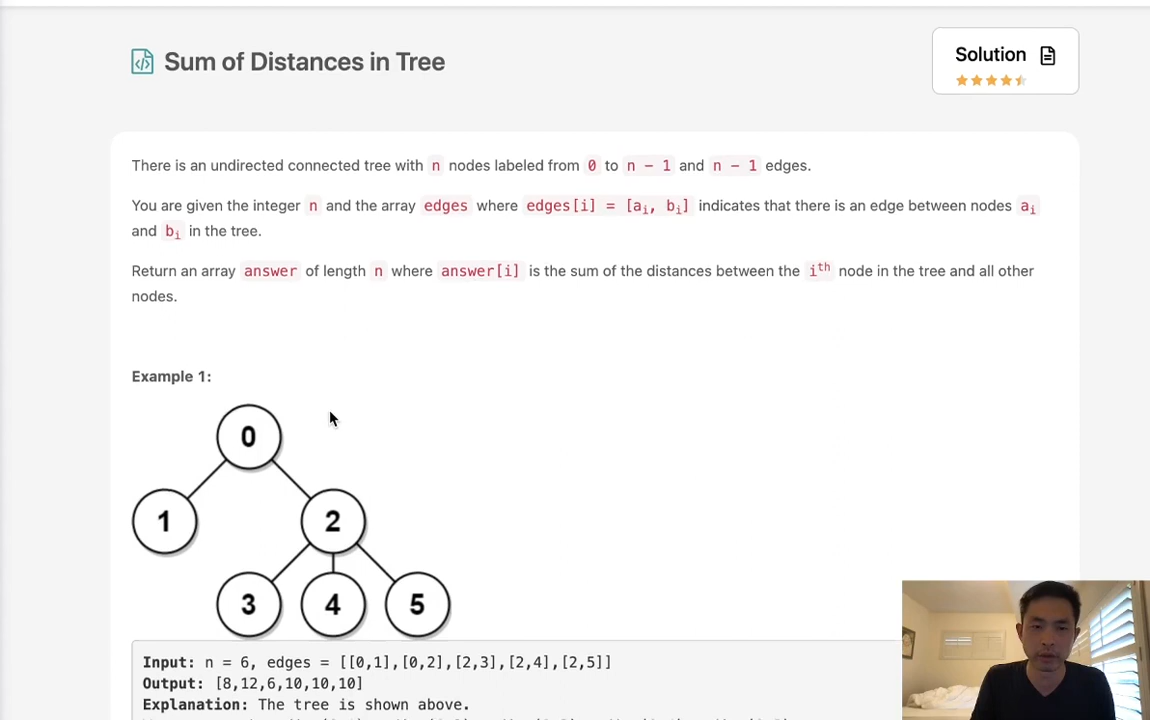 Sum of Distances in Tree
Solution
There is an undirected connected tree with n nodes labeled from 0 to n - 1 and n - 1 edges.
You are given the integer n and the array edges where edges[i] = [ai, bi] indicates that there is an edge between nodes ai
and bi in the tree.
Return an array answer of length n where answer[i] is the sum of the distances between the ith node in the tree and all other
nodes.
Example 1:
0
1
2
3
4
5
Input: n = 6, edges = [[0,1],[0,2],[2,3],[2,4],[2,5]]
Output: [8,12,6,10,10,10]
Explanation: The tree is shown above.